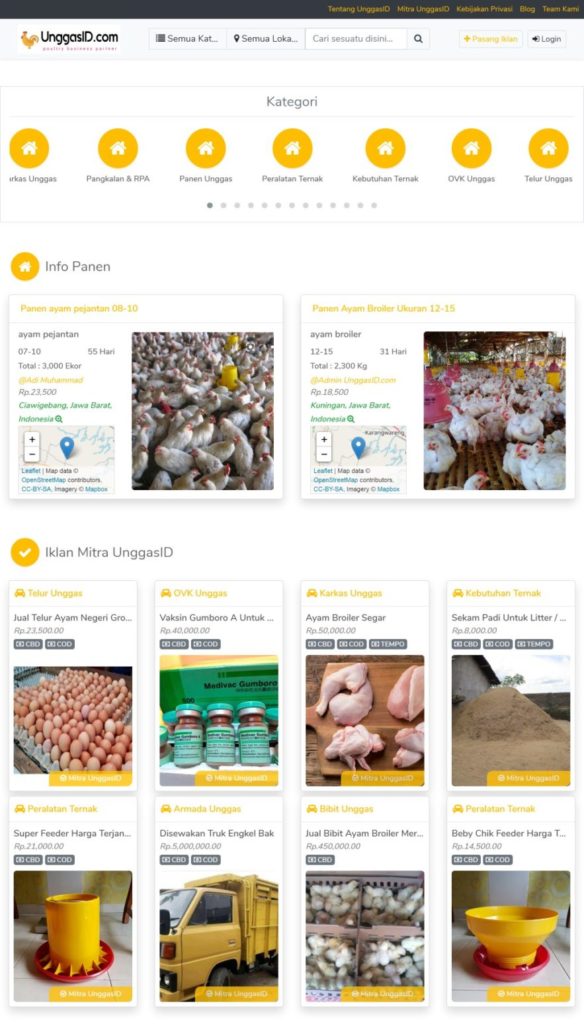 Tentang UnggasID Mitra UnggasID Kebijakan Privasi Blog Team Kami
UnggasID.com
poultry business partner
Semua Kat...
Semua Loka...
Cari sesuatu disini...
+ Pasang Iklan
Login
Kategori
arkas Unggas
Pangkalan & RPA
Panen Unggas
Peralatan Ternak
Kebutuhan Ternak
OVK Unggas
Telur Unggas
Info Panen
Panen ayam pejantan 08-10
ayam pejantan
07-10 55 Hari
Total : 3,000 Ekor
@Adi Muhammad
Rp.23,500
Ciawigebang, Jawa Barat,
Indonesia
+
−
Leaflet | Map data ©
OpenStreetMap contributors,
CC-BY-SA, Imagery © Mapbox
Panen Ayam Broiler Ukuran 12-15
ayam broiler
12-15 31 Hari
Total : 2,300 Kg
@Admin UnggasID.com
Rp.18,500
Kuningan, Jawa Barat,
Indonesia
Karangwareng
+
−
Leaflet | Map data ©
OpenStreetMap contributors,
CC-BY-SA, Imagery © Mapbox
Iklan Mitra UnggasID
Telur Unggas
Jual Telur Ayam Negeri Gro...
Rp.23,500.00
CBD COD
Mitra UnggasID
OVK Unggas
Vaksin Gumboro A Untuk ...
Rp.40,000.00
CBD COD
Medivac Gumboro
500
Mitra UnggasID
Karkas Unggas
Ayam Broiler Segar
Rp.50,000.00
CBD COD TEMPO
Mitra UnggasID
Kebutuhan Ternak
Sekam Padi Untuk Litter / ...
Rp.8,000.00
CBD COD TEMPO
Mitra UnggasID
Peralatan Ternak
Super Feeder Harga Terjan...
Rp.21,000.00
CBD COD
Mitra UnggasID
Armada Unggas
Disewakan Truk Engkel Bak
Rp.5,000,000.00
CBD COD
Mitra UnggasID
Bibit Unggas
Jual Bibit Ayam Broiler Mer...
Rp.450,000.00
CBD
Mitra UnggasID
Peralatan Ternak
Beby Chik Feeder Harga T...
Rp.14,500.00
CBD COD
Mitra UnggasID